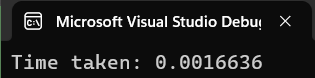 Microsoft Visual Studio Debug
Time taken: 0.0016636